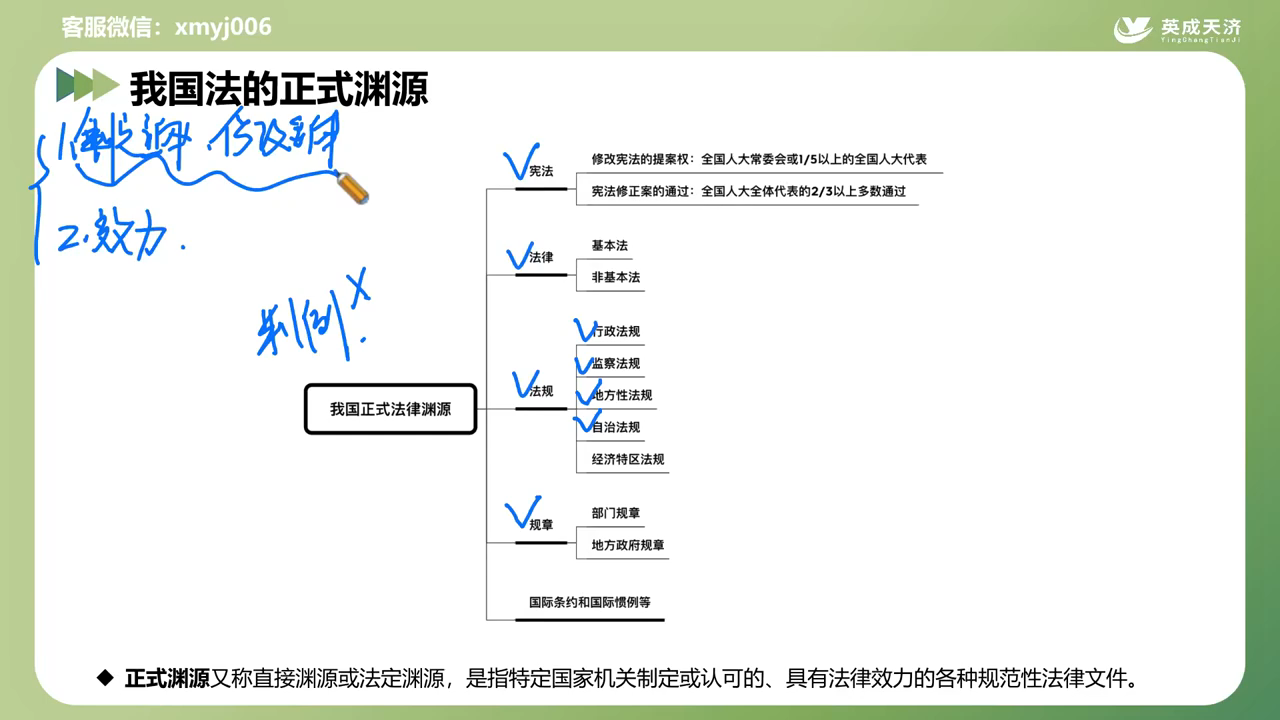 客服微信：xmyj006
英成天济
YingChengTianJi
我国法的正式渊源
2.效力.
判例 X
我国正式法律渊源
宪法
修改宪法的提案权：全国人大常委会或1/5以上的全国人大代表
宪法修正案的通过：全国人大全体代表的2/3以上多数通过
法律
基本法
非基本法
法规
行政法规
监察法规
地方性法规
自治法规
经济特区法规
规章
部门规章
地方政府规章
国际条约和国际惯例等
正式渊源又称直接渊源或法定渊源，是指特定国家机关制定或认可的、具有法律效力的各种规范性法律文件。